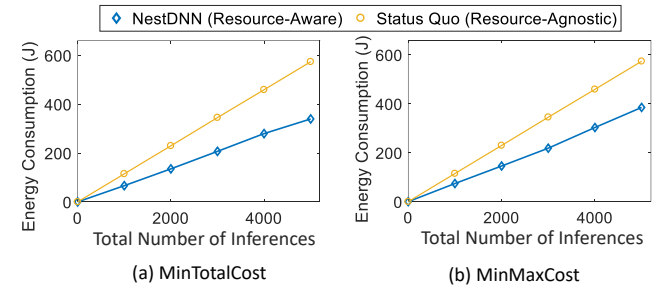 NestDNN (Resource-Aware) Status Quo (Resource-Agnostic)
Energy Consumption (J)
600
400
200
0
0 2000 4000
Total Number of Inferences
(a) MinTotalCost
Energy Consumption (J)
600
400
200
0
0 2000 4000
Total Number of Inferences
(b) MinMaxCost